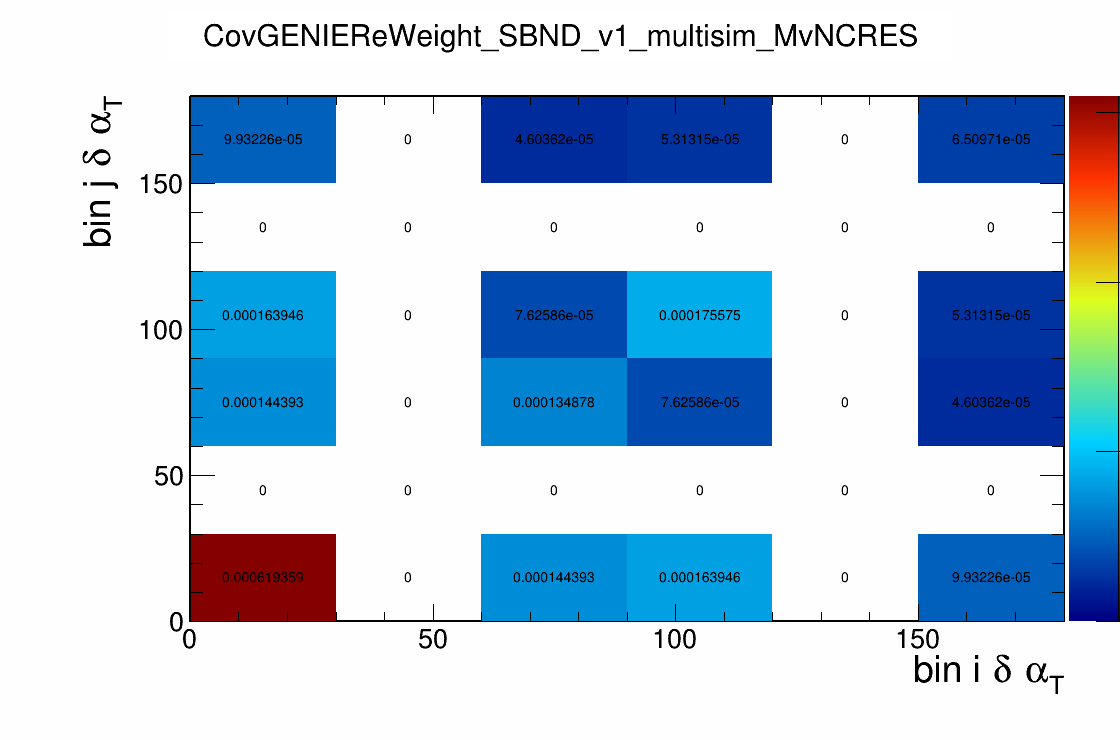 CovGENIEReWeight_SBND_v1_multisim_MvNCRES
bin j δ α_T
150
100
50
0
9.93226e-05 0 4.60362e-05 5.31315e-05 0 6.50971e-05
0 0 0 0 0 0
0.000163946 0 7.62586e-05 0.000175575 0 5.31315e-05
0.000144393 0 0.000134878 7.62586e-05 0 4.60362e-05
0 0 0 0 0 0
0.000619359 0 0.000144393 0.000163946 0 9.93226e-05
0 50 100 150
bin i δ α_T